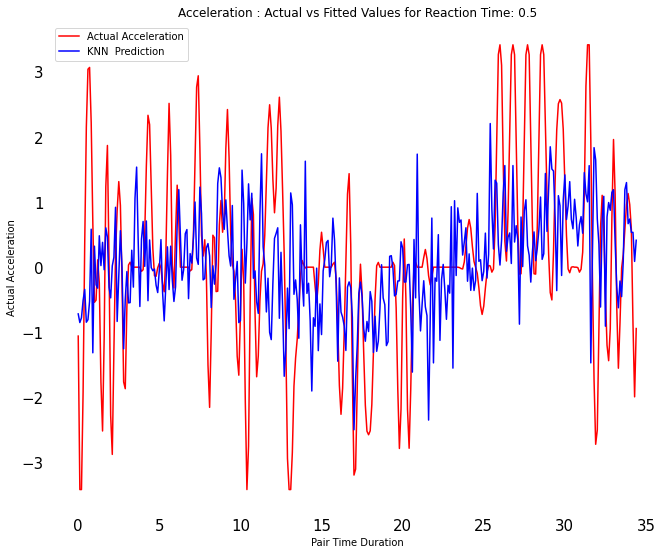 Acceleration : Actual vs Fitted Values for Reaction Time: 0.5
Actual Acceleration
KNN  Prediction
3
2
1
0
−1
−2
−3
Actual Acceleration
0 5 10 15 20 25 30 35
Pair Time Duration